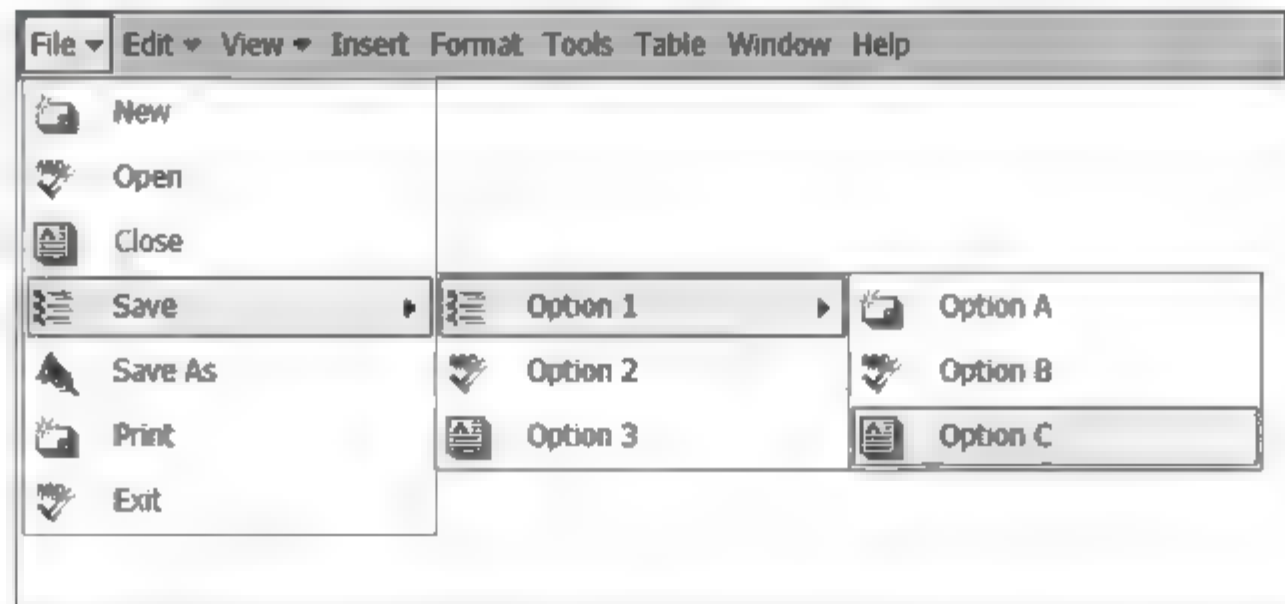 File Edit View Insert Format Tools Table Window Help
New
Open
Close
Save
Save As
Print
Exit
Option 1
Option 2
Option 3
Option A
Option B
Option C